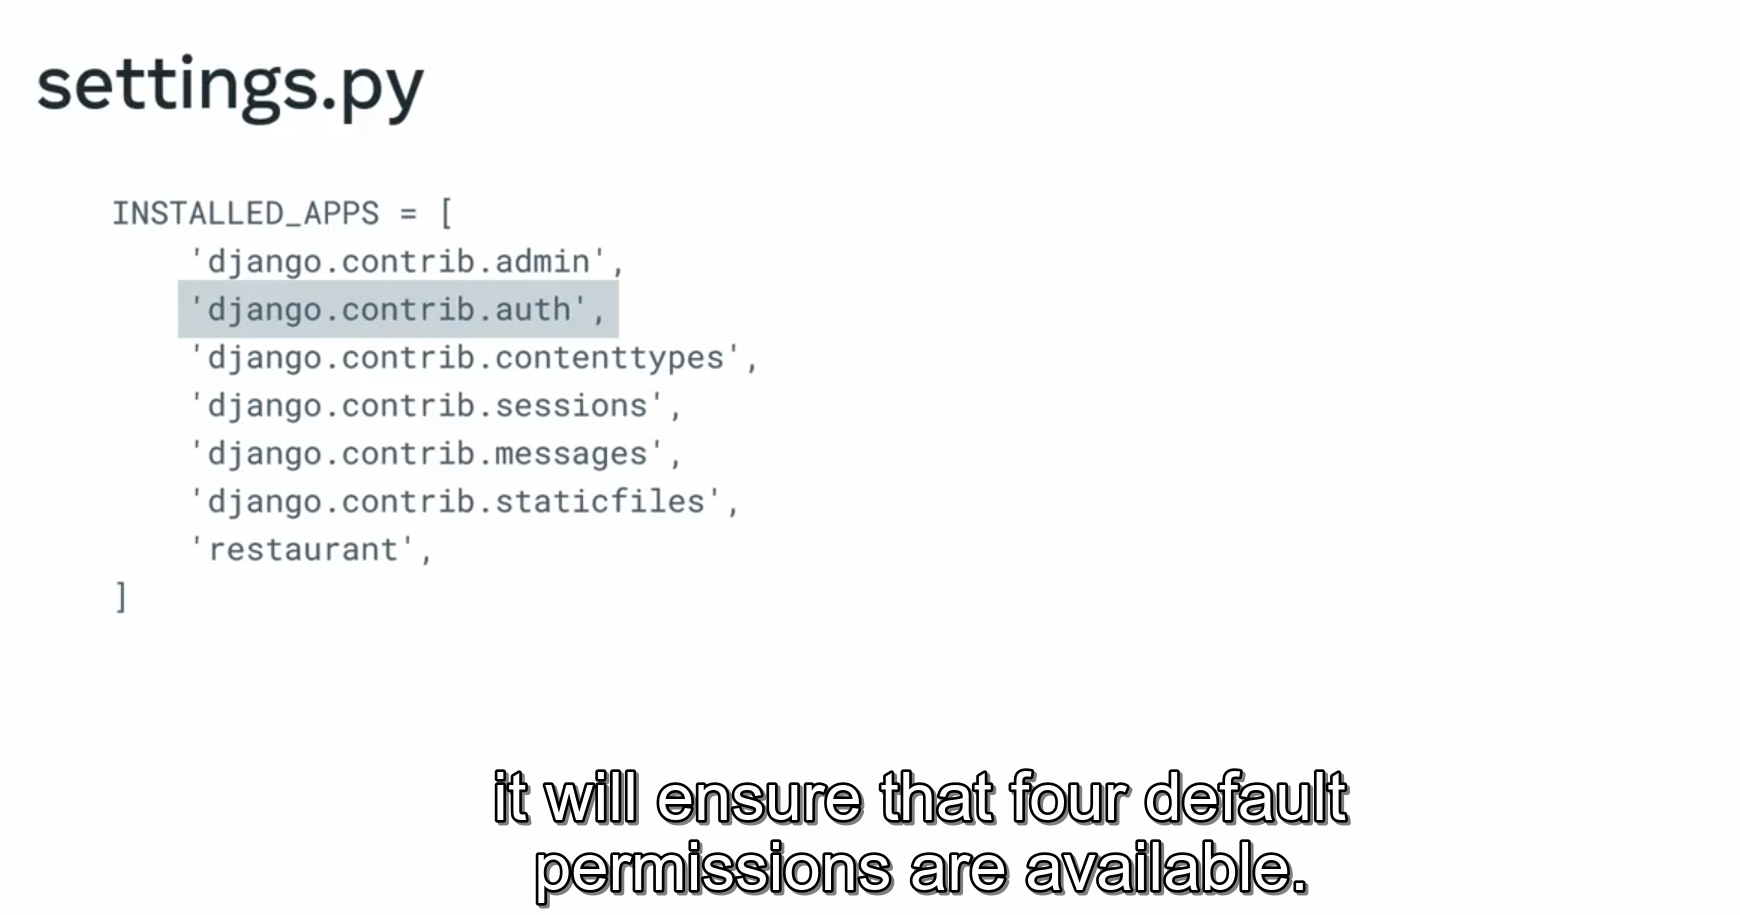 settings.py
INSTALLED_APPS = [
'django.contrib.admin',
'django.contrib.auth',
'django.contrib.contenttypes',
'django.contrib.sessions',
'django.contrib.messages',
'django.contrib.staticfiles',
'restaurant',
]
it will ensure that four default
permissions are available.